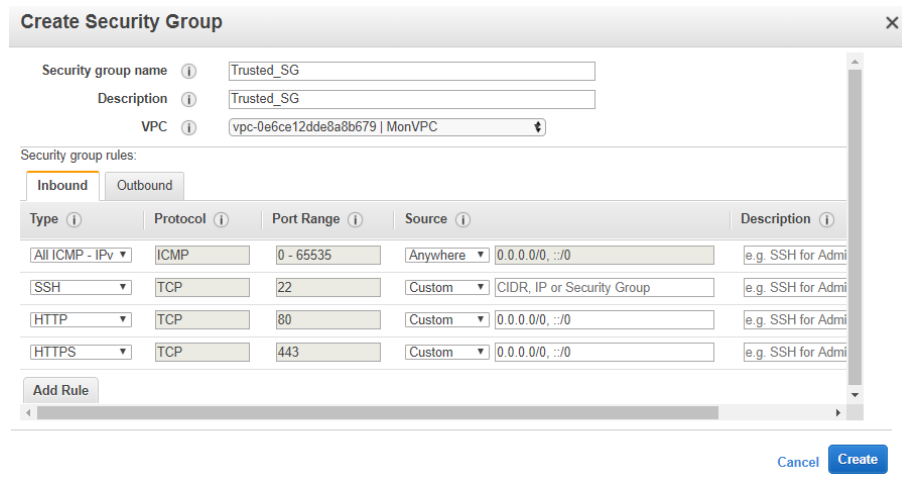 Create Security Group
Security group name Trusted_SG
Description Trusted_SG
VPC vpc-0e6ce12dde8a8b679 | MonVPC
Security group rules:
Inbound Outbound
Type Protocol Port Range Source Description
All ICMP - IPv ICMP 0 - 65535 Anywhere 0.0.0.0/0, ::/0 e.g. SSH for Admi
SSH TCP 22 Custom CIDR, IP or Security Group e.g. SSH for Admi
HTTP TCP 80 Custom 0.0.0.0/0, ::/0 e.g. SSH for Admi
HTTPS TCP 443 Custom 0.0.0.0/0, ::/0 e.g. SSH for Admi
Add Rule
Cancel Create